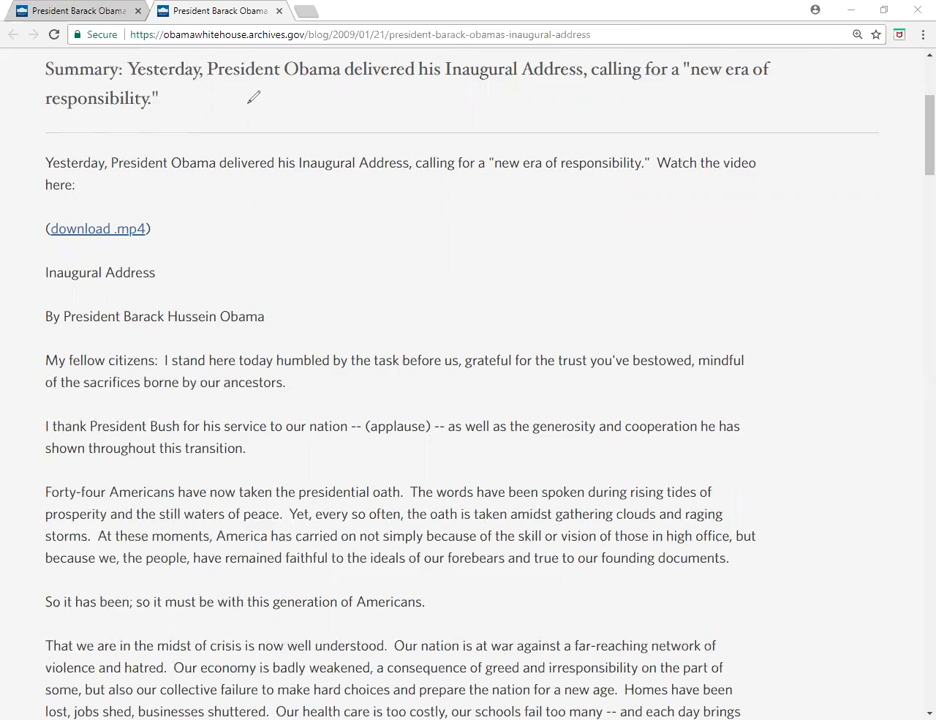 President Barack Obama
President Barack Obama
Secure
https://obamawhitehouse.archives.gov/blog/2009/01/21/president-barack-obamas-inaugural-address
Summary: Yesterday, President Obama delivered his Inaugural Address, calling for a "new era of
responsibility."
Yesterday, President Obama delivered his Inaugural Address, calling for a "new era of responsibility."  Watch the video
here:
(download .mp4)
Inaugural Address
By President Barack Hussein Obama
My fellow citizens:  I stand here today humbled by the task before us, grateful for the trust you've bestowed, mindful
of the sacrifices borne by our ancestors.
I thank President Bush for his service to our nation -- (applause) -- as well as the generosity and cooperation he has
shown throughout this transition.
Forty-four Americans have now taken the presidential oath.  The words have been spoken during rising tides of
prosperity and the still waters of peace.  Yet, every so often, the oath is taken amidst gathering clouds and raging
storms.  At these moments, America has carried on not simply because of the skill or vision of those in high office, but
because we, the people, have remained faithful to the ideals of our forebears and true to our founding documents.
So it has been; so it must be with this generation of Americans.
That we are in the midst of crisis is now well understood.  Our nation is at war against a far-reaching network of
violence and hatred.  Our economy is badly weakened, a consequence of greed and irresponsibility on the part of
some, but also our collective failure to make hard choices and prepare the nation for a new age.  Homes have been
lost, jobs shed, businesses shuttered.  Our health care is too costly, our schools fail too many -- and each day brings